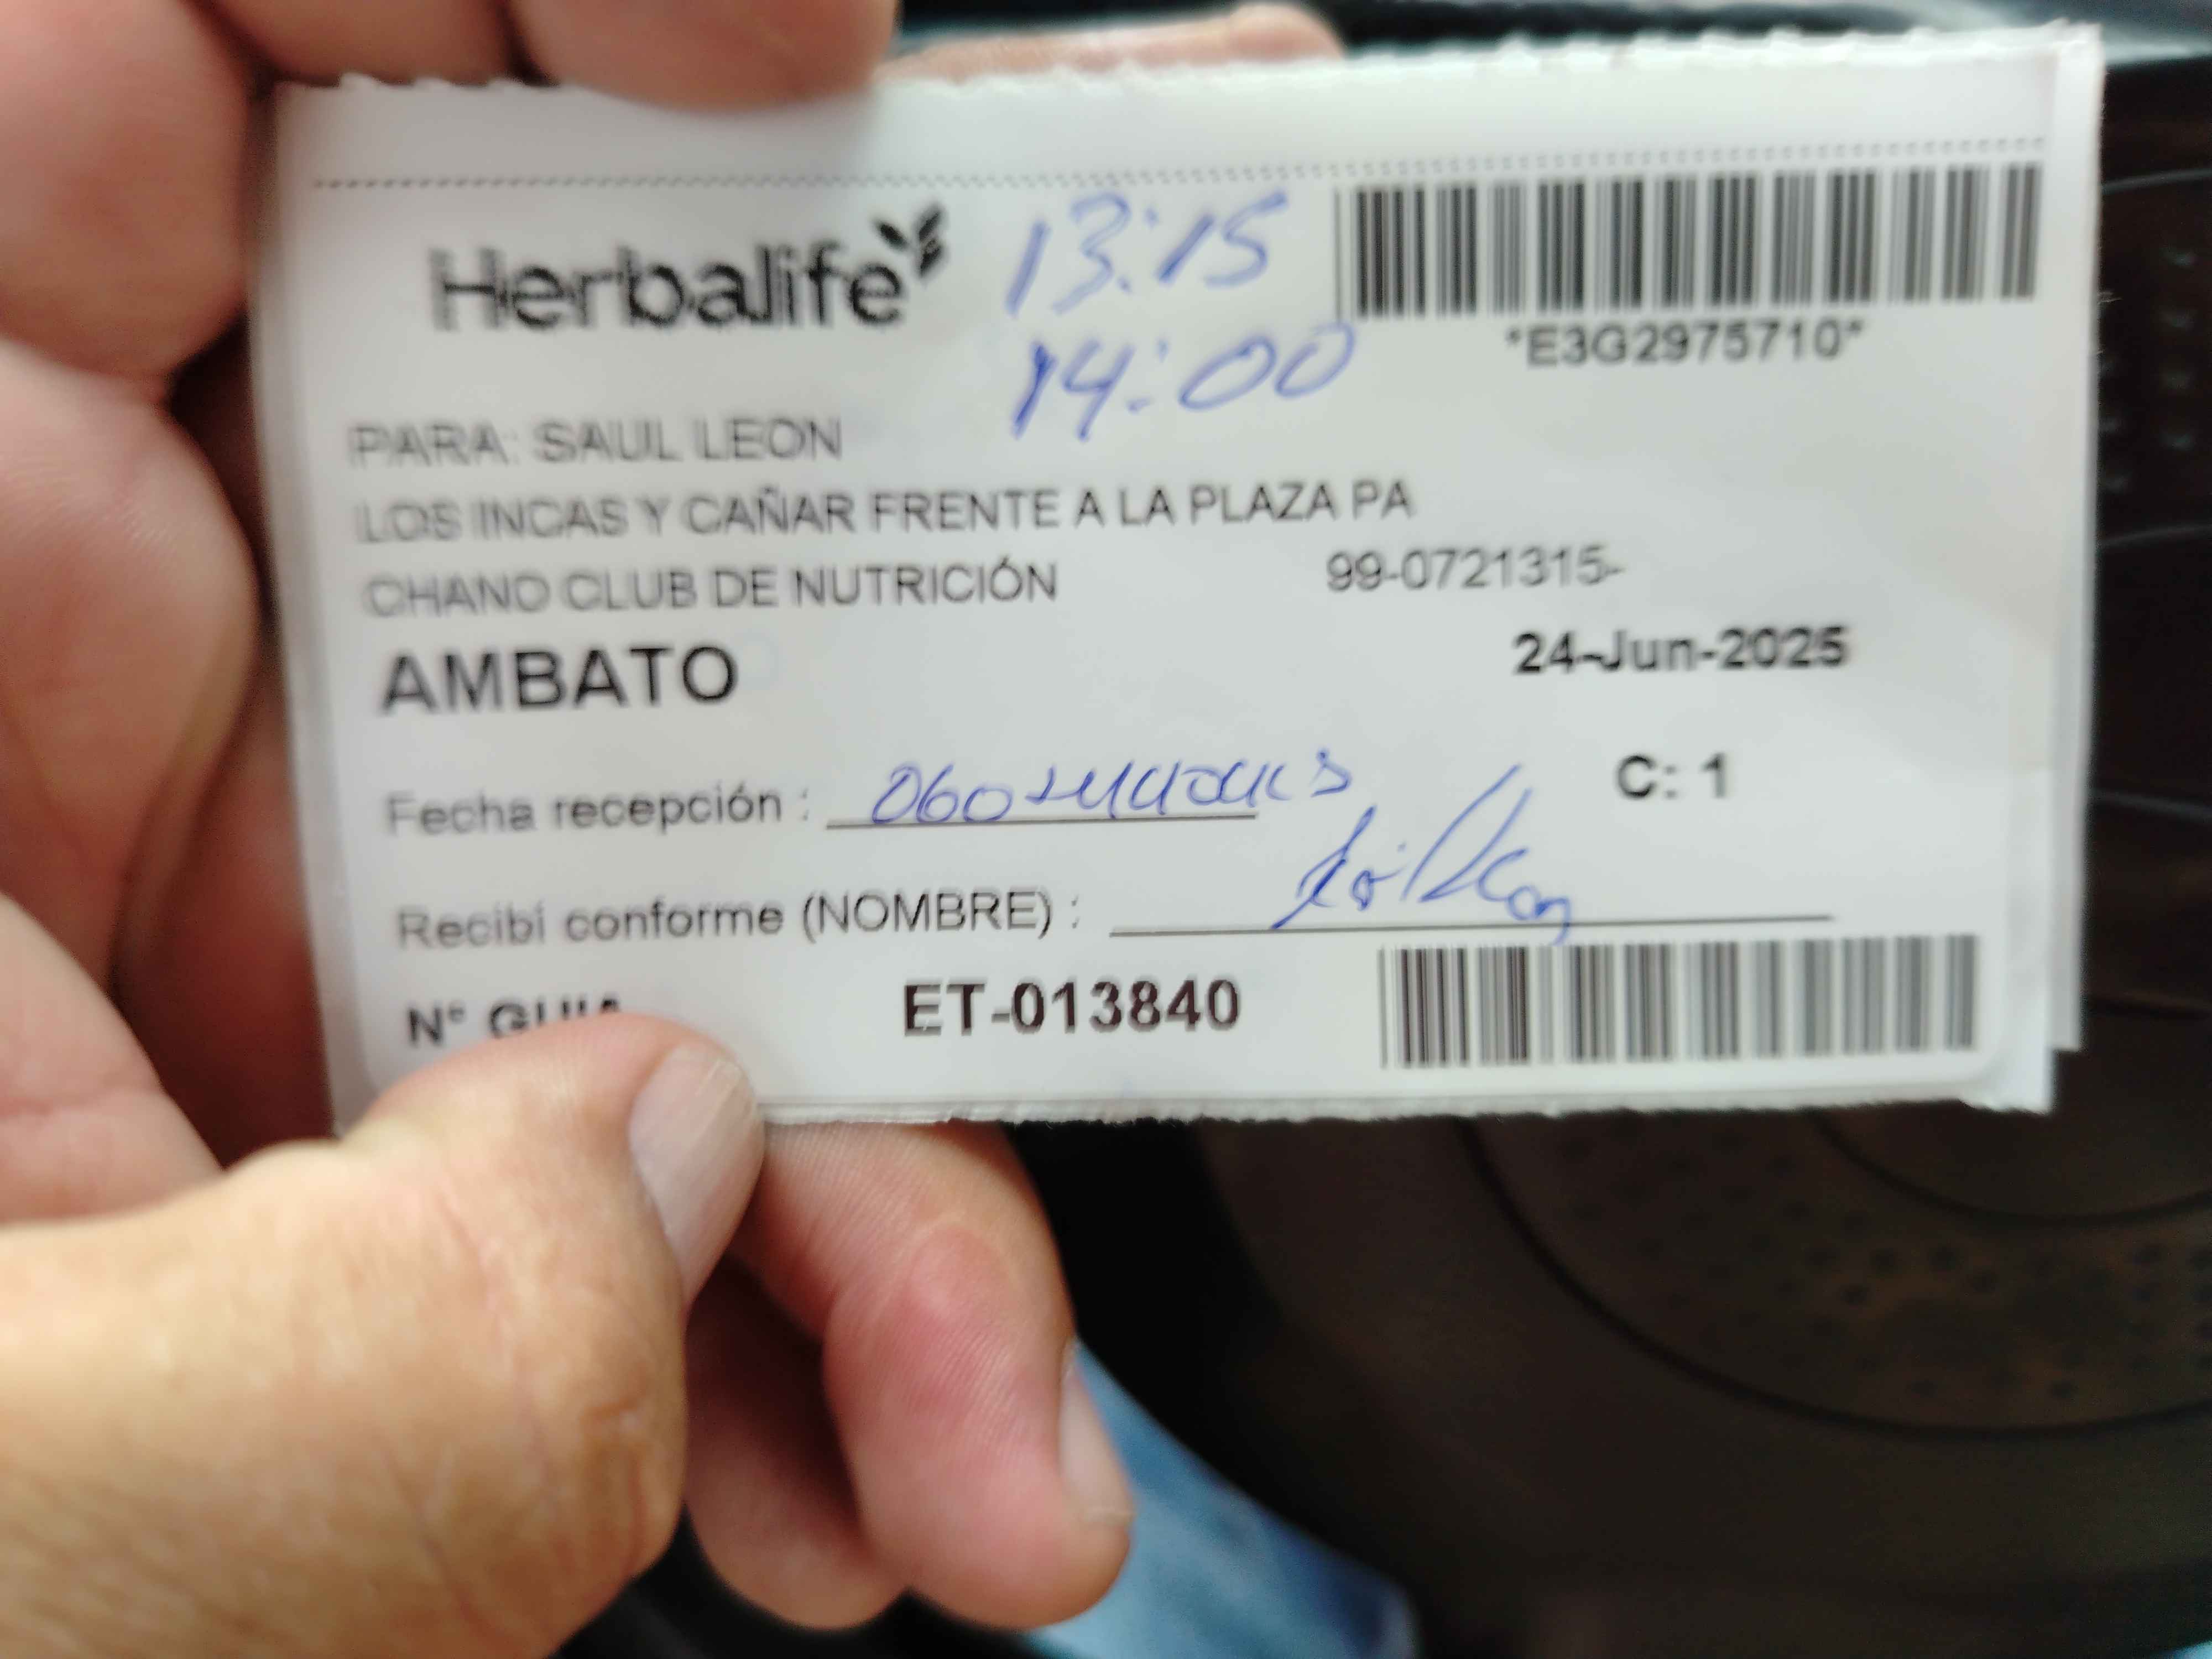 Herbalife
13:15
14:00
*E3G2975710*
PARA: SAUL LEON
LOS INCAS Y CAÑAR FRENTE A LA PLAZA PA
CHANO CLUB DE NUTRICIÓN 99-0721315-
AMBATO 24-Jun-2025
C: 1
Fecha recepción :
Recibí conforme (NOMBRE) :
N° GUIA ET-013840